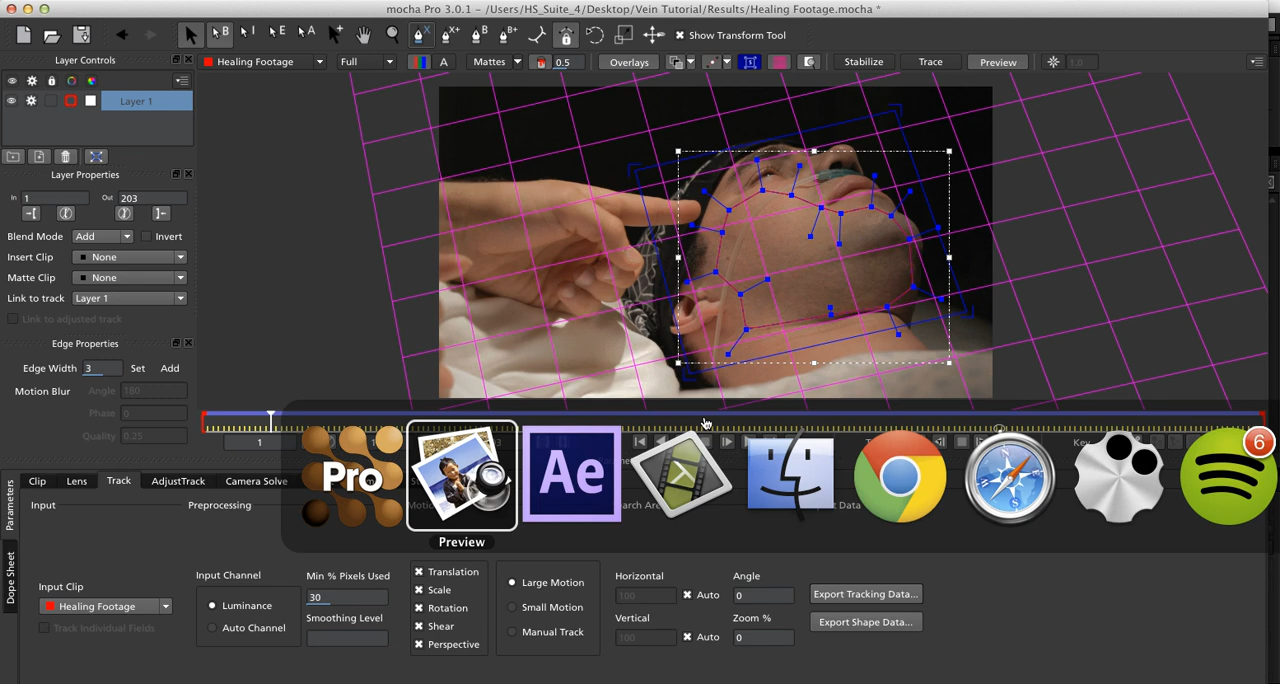 mocha Pro 3.0.1 - /Users/HS_Suite_4/Desktop/Vein Tutorial/Results/Healing Footage.mocha *
B I E A X X+ B B+ Show Transform Tool
Layer Controls
Healing Footage Full A Mattes 0.5 Overlays Stabilize Trace Preview 1.0
Layer 1
Layer Properties
In 1 Out 203
Blend Mode Add Invert
Insert Clip None
Matte Clip None
Link to track Layer 1
Link to adjusted track
Edge Properties
Edge Width 3 Set Add
Motion Blur Angle 180
Phase 0
Quality 0.25
1 Key
Pro Ae 6
Preview
Parameters
Dope Sheet
Clip Lens Track AdjustTrack Camera Solve
Input Preprocessing
Input Clip
Healing Footage
Track Individual Fields
Input Channel
Luminance
Auto Channel
Min % Pixels Used
30
Smoothing Level
Translation
Scale
Rotation
Shear
Perspective
Large Motion
Small Motion
Manual Track
Horizontal
100 Auto
Vertical
100 Auto
Angle
0
Zoom %
0
Export Tracking Data...
Export Shape Data...